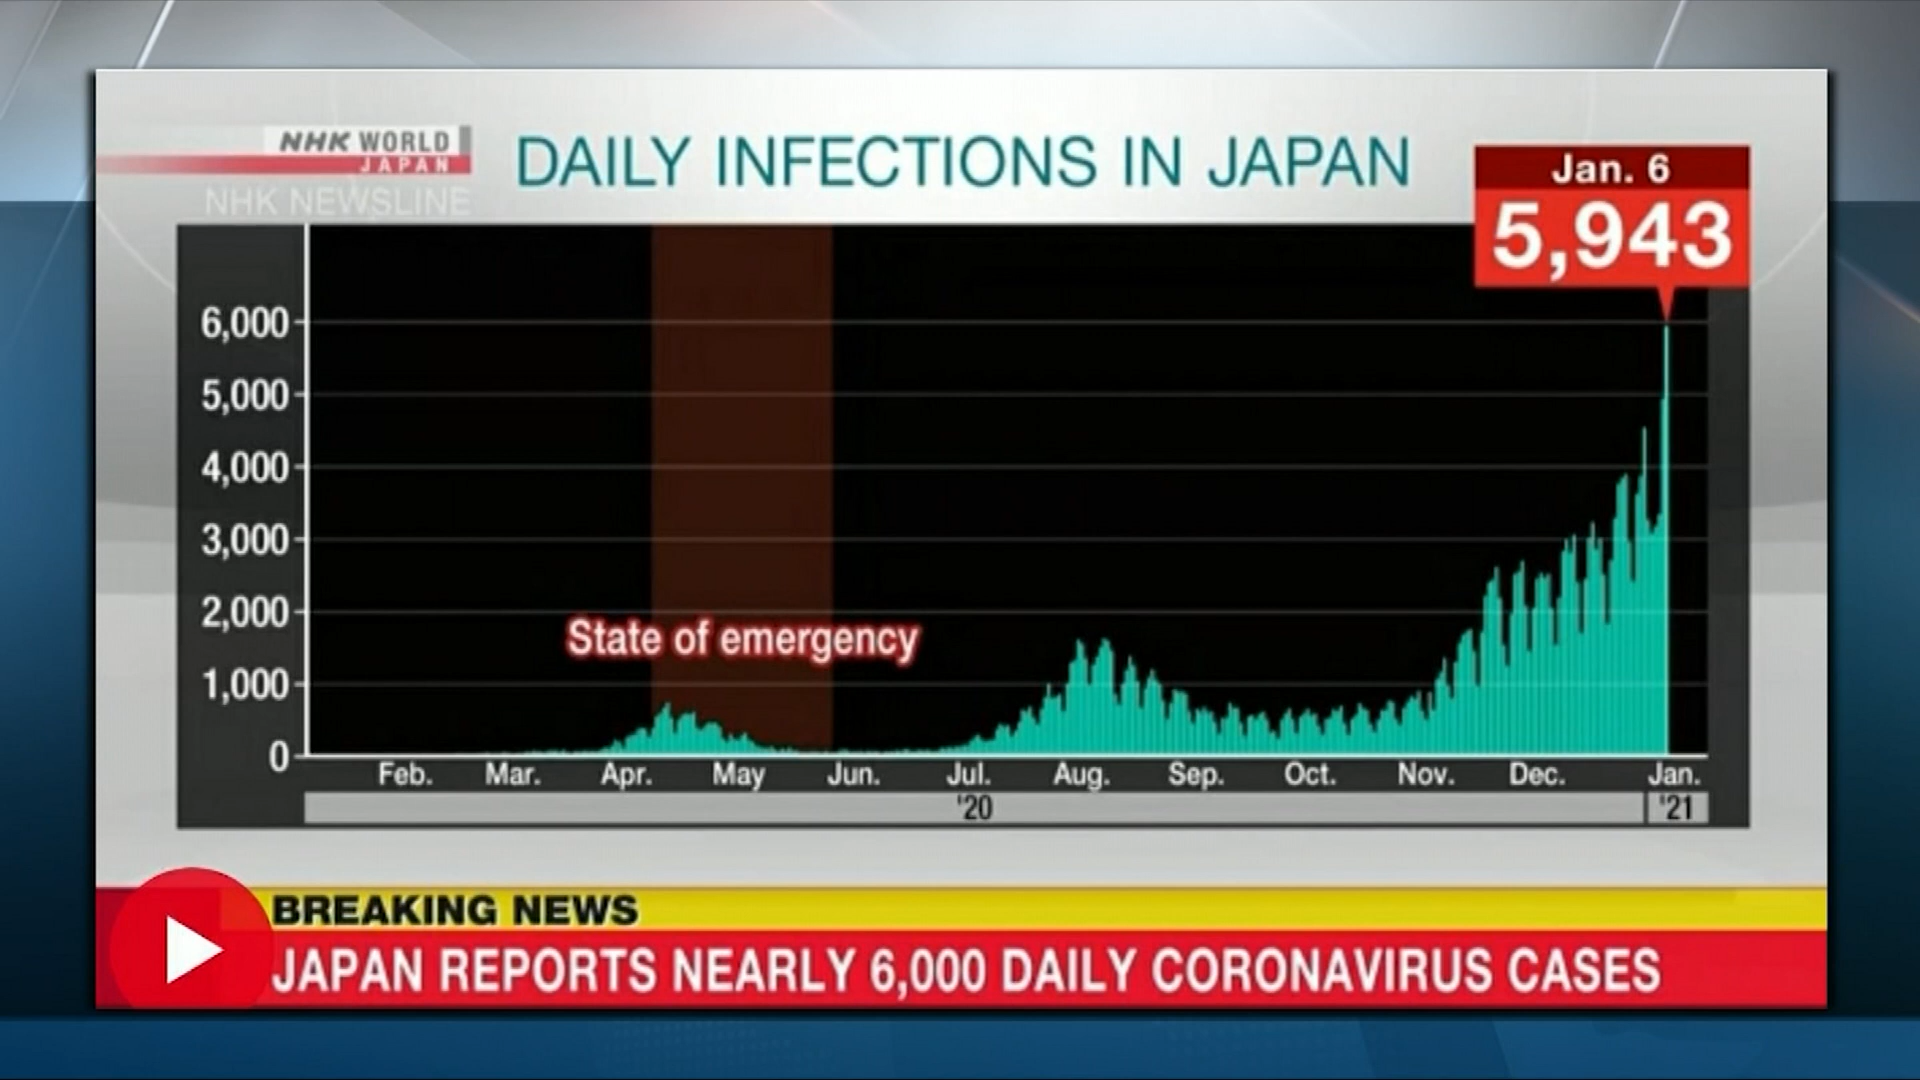 NHK WORLD
JAPAN
NHK NEWSLINE
DAILY INFECTIONS IN JAPAN
Jan. 6
5,943
6,000
5,000
4,000
3,000
2,000
1,000
0
State of emergency
Feb. Mar. Apr. May Jun. Jul. Aug. Sep. Oct. Nov. Dec. Jan.
'20 '21
BREAKING NEWS
JAPAN REPORTS NEARLY 6,000 DAILY CORONAVIRUS CASES